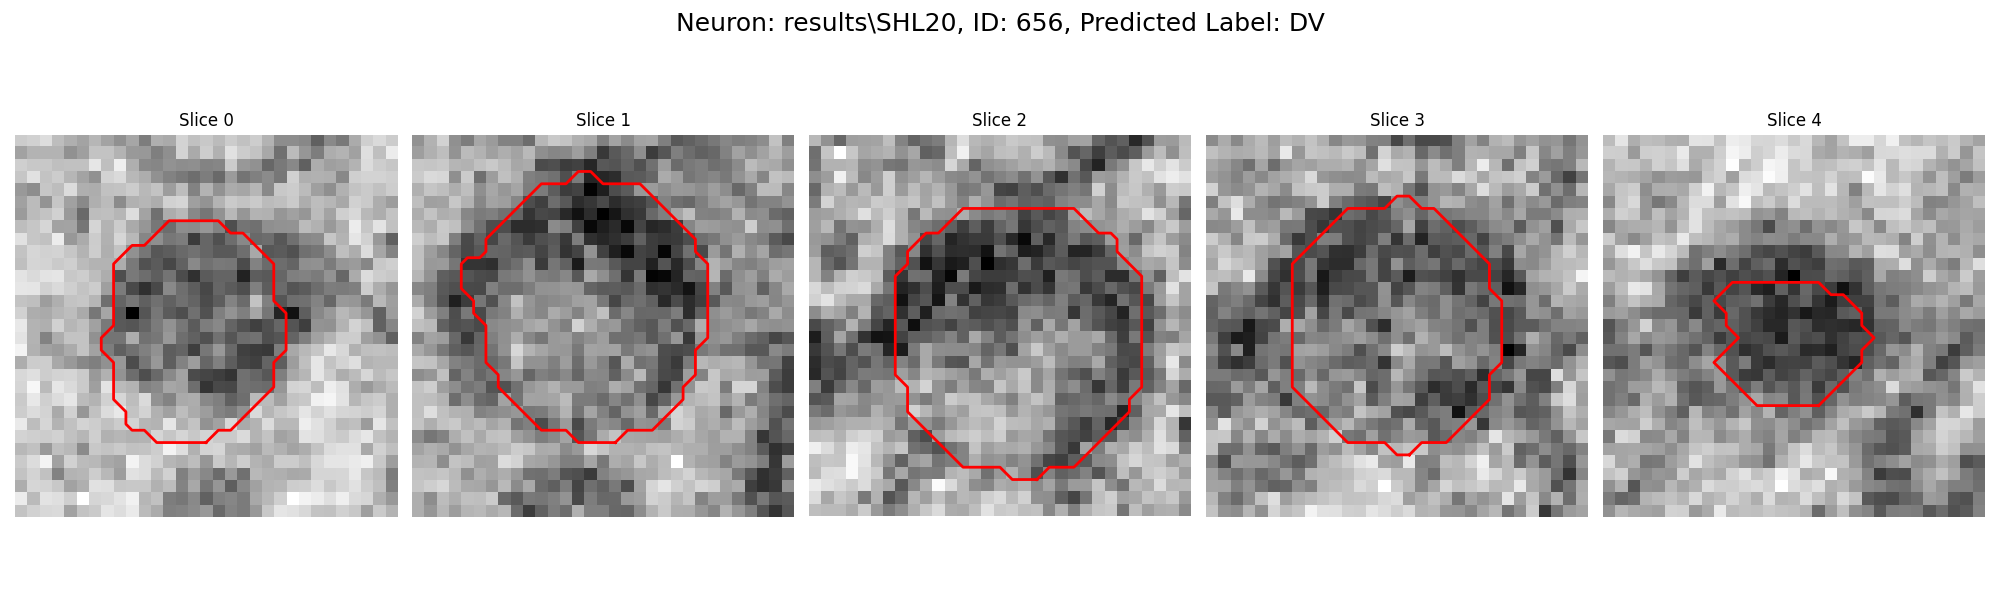 Neuron: results\SHL20, ID: 656, Predicted Label: DV
Slice 0
Slice 1
Slice 2
Slice 3
Slice 4